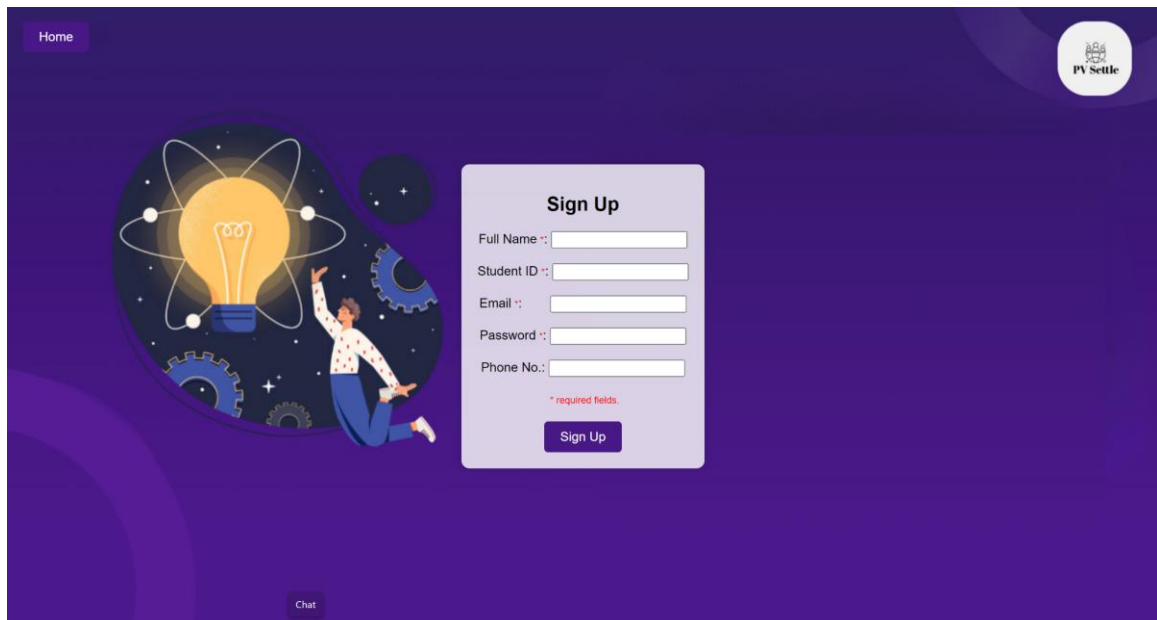 Home
PV Settle
Sign Up
Full Name *:
Student ID *:
Email *:
Password *:
Phone No.:
* required fields.
Sign Up
Chat